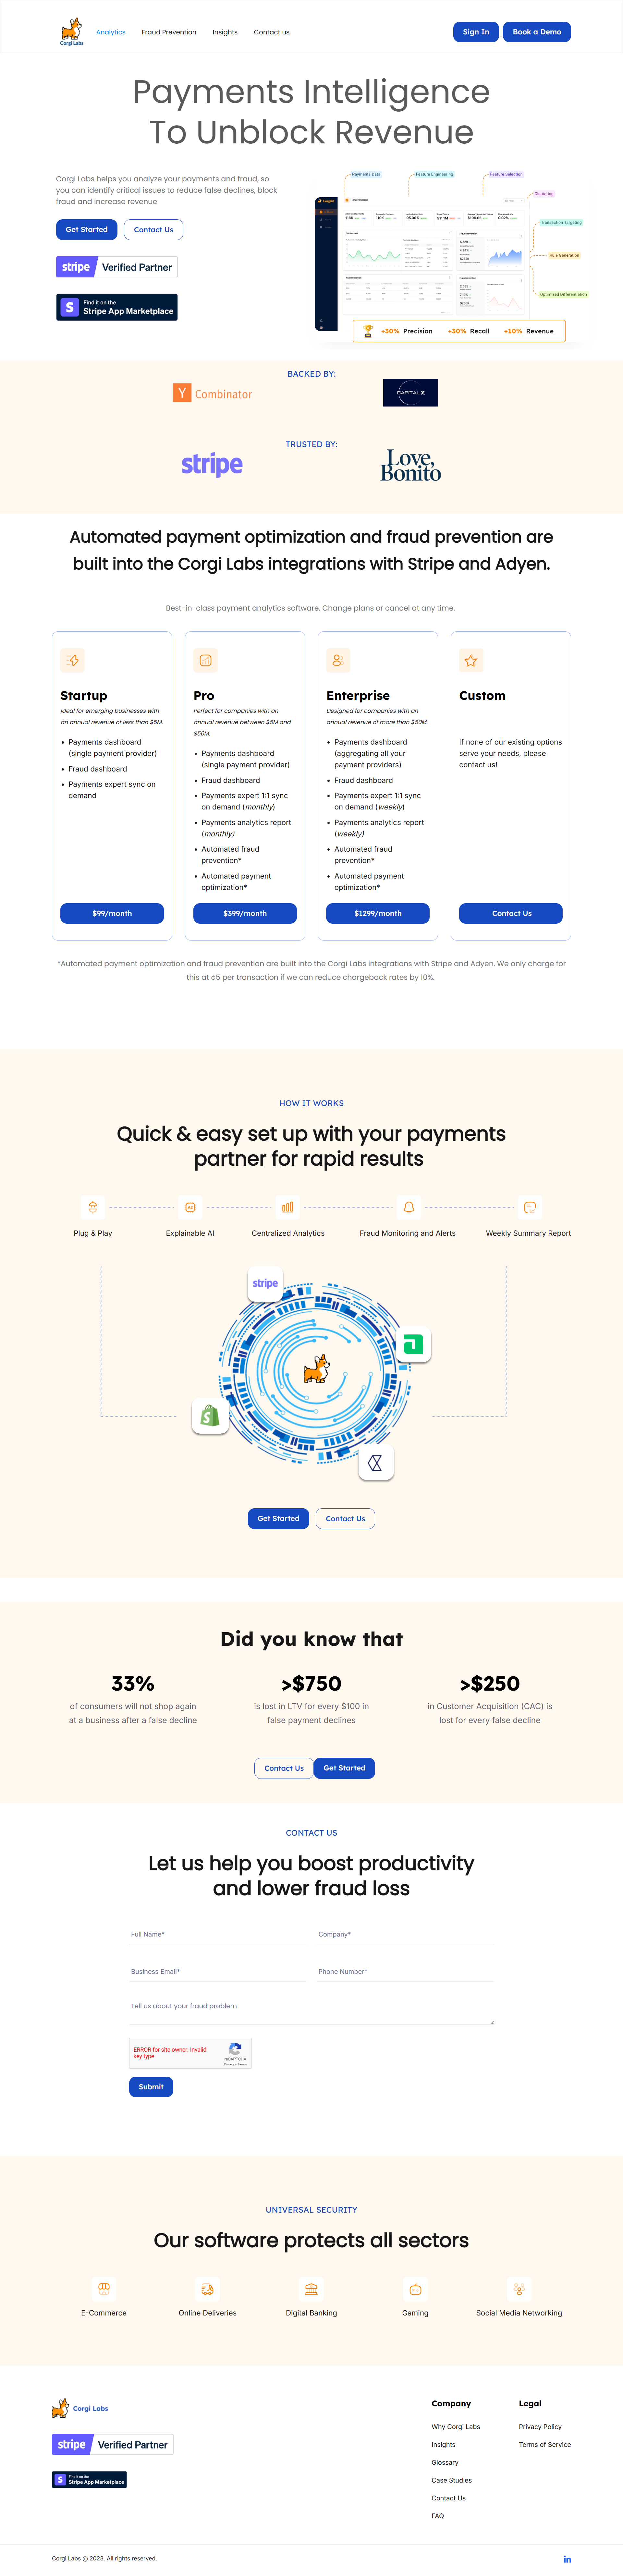 Corgi Labs
Analytics
Fraud Prevention
Insights
Contact us
Sign In
Book a Demo
Payments Intelligence
To Unblock Revenue
Corgi Labs helps you analyze your payments and fraud, so
you can identify critical issues to reduce false declines, block
fraud and increase revenue
Get Started
Contact Us
stripe Verified Partner
Find it on the
Stripe App Marketplace
Payments Data
Feature Engineering
Feature Selection
Clustering
Transaction Targeting
Rule Generation
Optimized Differentiation
Dashboard
+30% Precision
+30% Recall
+10% Revenue
BACKED BY:
Y Combinator
CAPITAL X
TRUSTED BY:
stripe
Love,
Bonito
Automated payment optimization and fraud prevention are
built into the Corgi Labs integrations with Stripe and Adyen.
Best-in-class payment analytics software. Change plans or cancel at any time.
Startup
Ideal for emerging businesses with
an annual revenue of less than $5M.
• Payments dashboard
(single payment provider)
• Fraud dashboard
• Payments expert sync on
demand
$99/month
Pro
Perfect for companies with an
annual revenue between $5M and
$50M.
• Payments dashboard
(single payment provider)
• Fraud dashboard
• Payments expert 1:1 sync
on demand (monthly)
• Payments analytics report
(monthly)
• Automated fraud
prevention*
• Automated payment
optimization*
$399/month
Enterprise
Designed for companies with an
annual revenue of more than $50M.
• Payments dashboard
(aggregating all your
payment providers)
• Fraud dashboard
• Payments expert 1:1 sync
on demand (weekly)
• Payments analytics report
(weekly)
• Automated fraud
prevention*
• Automated payment
optimization*
$1299/month
Custom
If none of our existing options
serve your needs, please
contact us!
Contact Us
*Automated payment optimization and fraud prevention are built into the Corgi Labs integrations with Stripe and Adyen. We only charge for
this at c5 per transaction if we can reduce chargeback rates by 10%.
HOW IT WORKS
Quick & easy set up with your payments
partner for rapid results
Plug & Play
Explainable AI
Centralized Analytics
Fraud Monitoring and Alerts
Weekly Summary Report
stripe
Get Started
Contact Us
Did you know that
33%
of consumers will not shop again
at a business after a false decline
>$750
is lost in LTV for every $100 in
false payment declines
>$250
in Customer Acquisition (CAC) is
lost for every false decline
Contact Us
Get Started
CONTACT US
Let us help you boost productivity
and lower fraud loss
Full Name*
Company*
Business Email*
Phone Number*
Tell us about your fraud problem
ERROR for site owner: Invalid
key type
reCAPTCHA
Privacy - Terms
Submit
UNIVERSAL SECURITY
Our software protects all sectors
E-Commerce
Online Deliveries
Digital Banking
Gaming
Social Media Networking
Corgi Labs
stripe Verified Partner
Find it on the
Stripe App Marketplace
Company
Why Corgi Labs
Insights
Glossary
Case Studies
Contact Us
FAQ
Legal
Privacy Policy
Terms of Service
Corgi Labs @ 2023. All rights reserved.
in